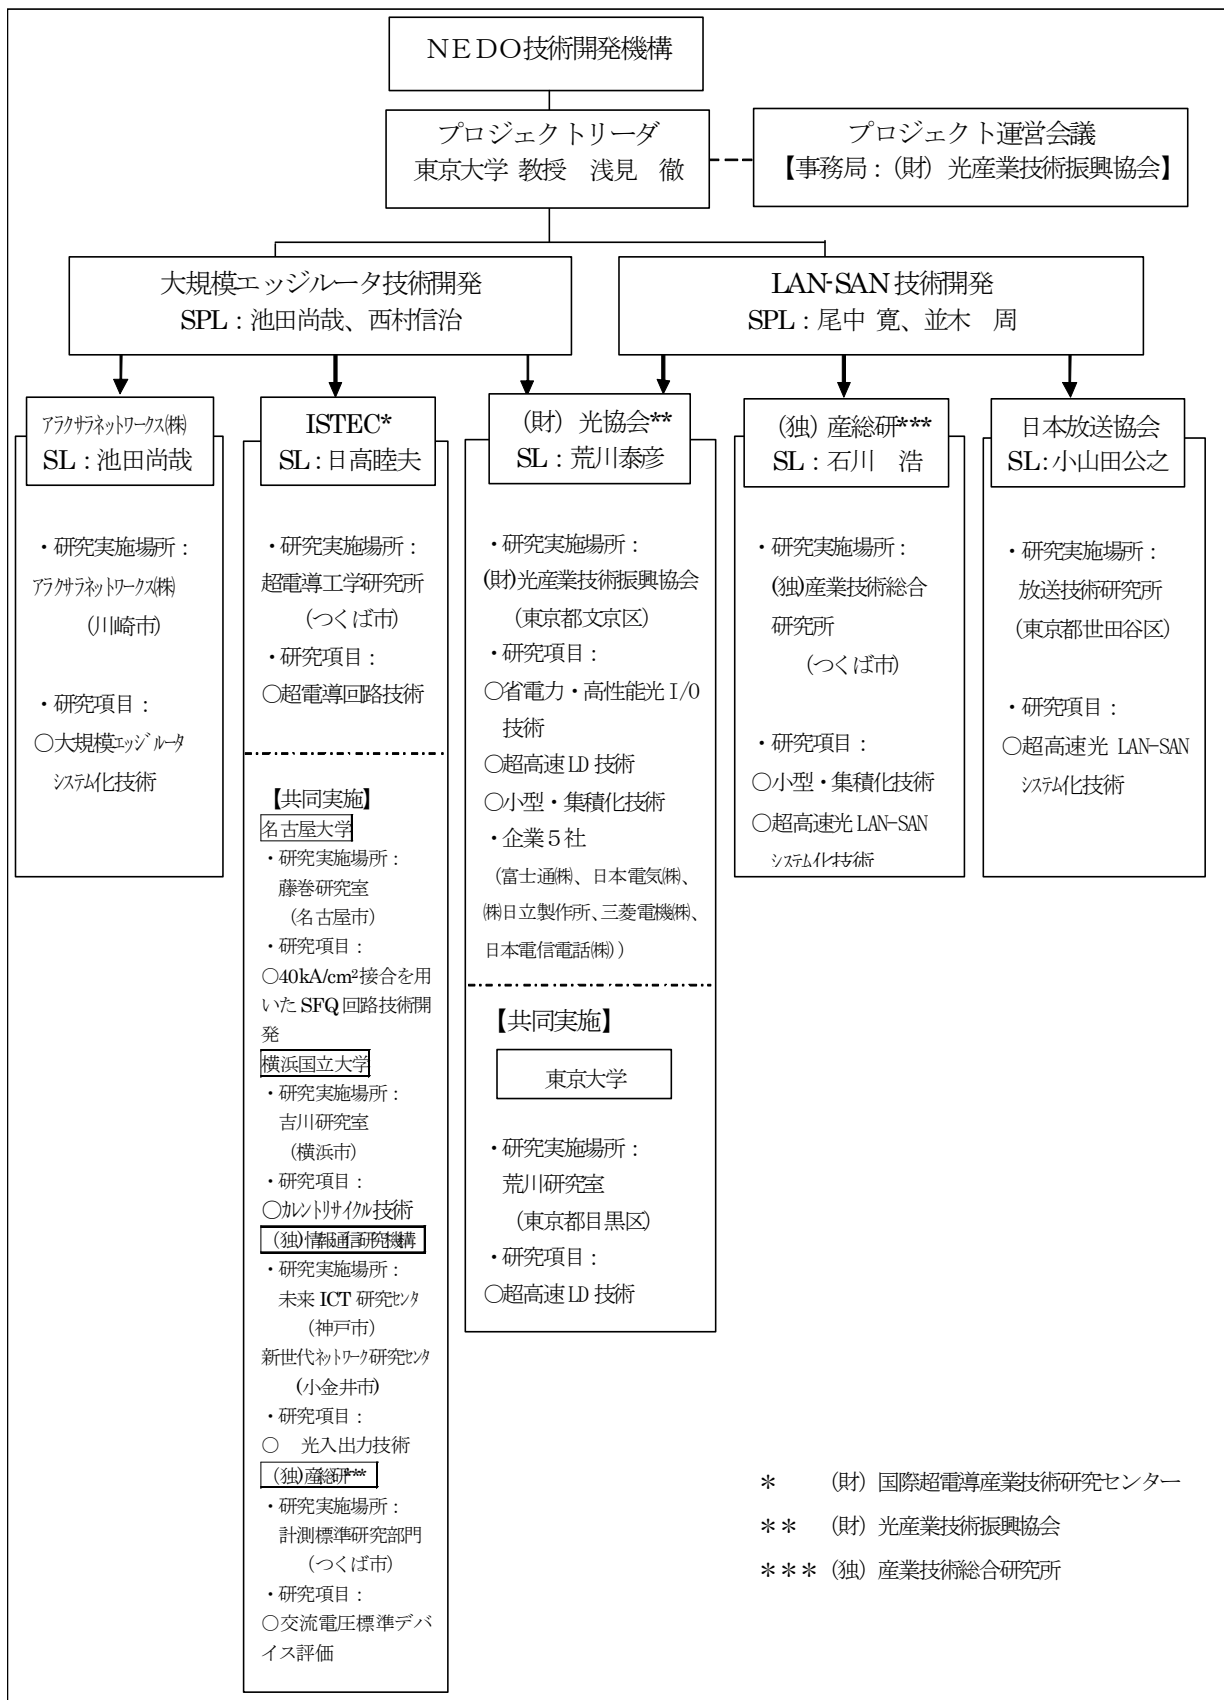 NEDO技術開発機構
プロジェクトリーダ
東京大学 教授　浅見　徹
プロジェクト運営会議
【事務局：（財）光産業技術振興協会】
大規模エッジルータ技術開発
SPL：池田尚哉、西村信治
LAN-SAN 技術開発
SPL：尾中 寛、並木　周
アラクサラネットワークス㈱
SL：池田尚哉
・研究実施場所：
アラクサラネットワークス㈱
（川崎市）
・研究項目：
○大規模エッジルータ
システム化技術
ISTEC*
SL：日高睦夫
・研究実施場所：
超電導工学研究所
（つくば市）
・研究項目：
○超電導回路技術
【共同実施】
名古屋大学
・研究実施場所：
藤巻研究室
（名古屋市）
・研究項目：
○40kA/cm²接合を用
いた SFQ 回路技術開
発
横浜国立大学
・研究実施場所：
吉川研究室
（横浜市）
・研究項目：
○カレントリサイクル技術
（独）情報通信研究機構
・研究実施場所：
未来 ICT 研究センタ
（神戸市）
新世代ネットワーク研究センタ
（小金井市）
・研究項目：
○　光入出力技術
（独）産総研***
・研究実施場所：
計測標準研究部門
（つくば市）
・研究項目：
○交流電圧標準デバ
イス評価
（財）光協会**
SL：荒川泰彦
・研究実施場所：
(財)光産業技術振興協会
（東京都文京区）
・研究項目：
○省電力・高性能光 I/O
技術
○超高速 LD 技術
○小型・集積化技術
・企業５社
（富士通㈱、日本電気㈱、
㈱日立製作所、三菱電機㈱、
日本電信電話㈱）
【共同実施】
東京大学
・研究実施場所：
荒川研究室
（東京都目黒区）
・研究項目：
○超高速 LD 技術
（独）産総研***
SL：石川　浩
・研究実施場所：
(独)産業技術総合
研究所
（つくば市）
・研究項目：
○小型・集積化技術
○超高速光 LAN-SAN
システム化技術
日本放送協会
SL：小山田公之
・研究実施場所：
放送技術研究所
（東京都世田谷区）
・研究項目：
○超高速光 LAN-SAN
システム化技術
＊　（財）国際超電導産業技術研究センター
＊＊　（財）光産業技術振興協会
＊＊＊（独）産業技術総合研究所